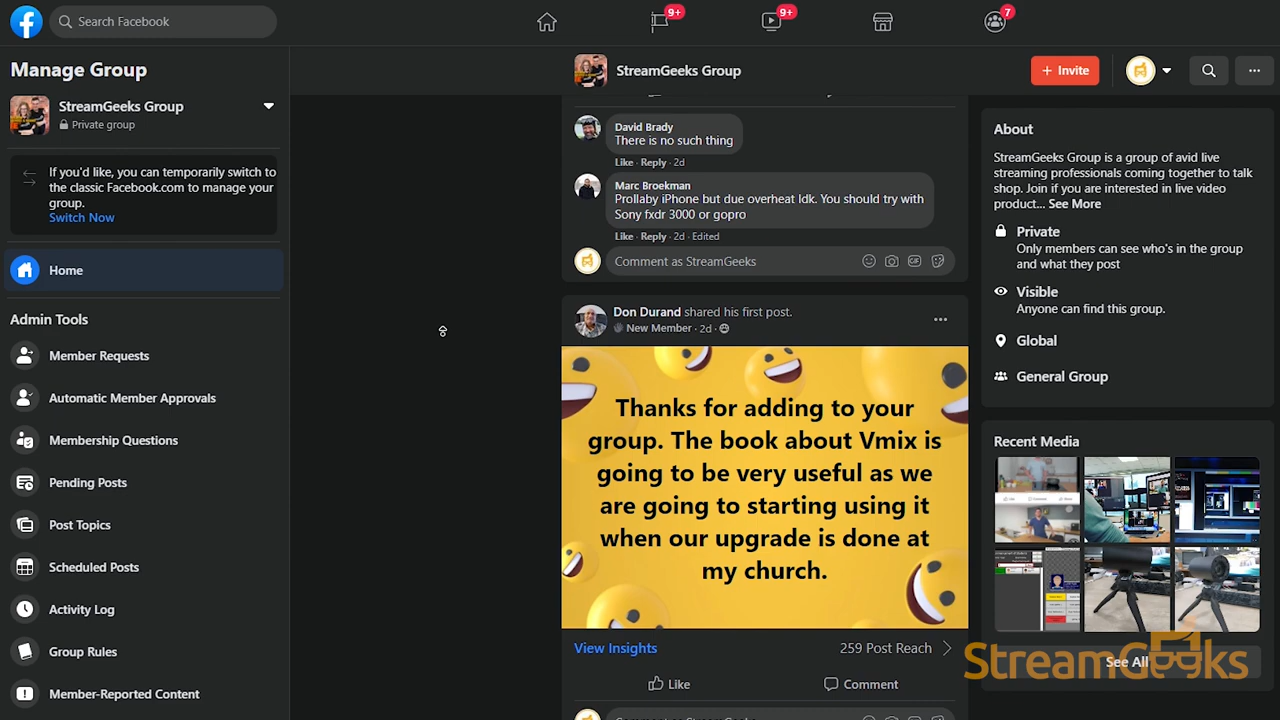 Search Facebook
9+
9+
7
Manage Group
StreamGeeks Group
Private group
If you'd like, you can temporarily switch to
the classic Facebook.com to manage your
group.
Switch Now
Home
Admin Tools
Member Requests
Automatic Member Approvals
Membership Questions
Pending Posts
Post Topics
Scheduled Posts
Activity Log
Group Rules
Member-Reported Content
StreamGeeks Group
+ Invite
David Brady
There is no such thing
Like · Reply · 2d
Marc Broekman
Prollaby iPhone but due overheat Idk. You should try with
Sony fxdr 3000 or gopro
Like · Reply · 2d · Edited
Comment as StreamGeeks
GIF
Don Durand shared his first post.
New Member · 2d ·
Thanks for adding to your
group. The book about Vmix is
going to be very useful as we
are going to starting using it
when our upgrade is done at
my church.
View Insights
259 Post Reach
Like
Comment
About
StreamGeeks Group is a group of avid live
streaming professionals coming together to talk
shop. Join if you are interested in live video
product... See More
Private
Only members can see who's in the group
and what they post
Visible
Anyone can find this group.
Global
General Group
Recent Media
See All
StreamGeeks